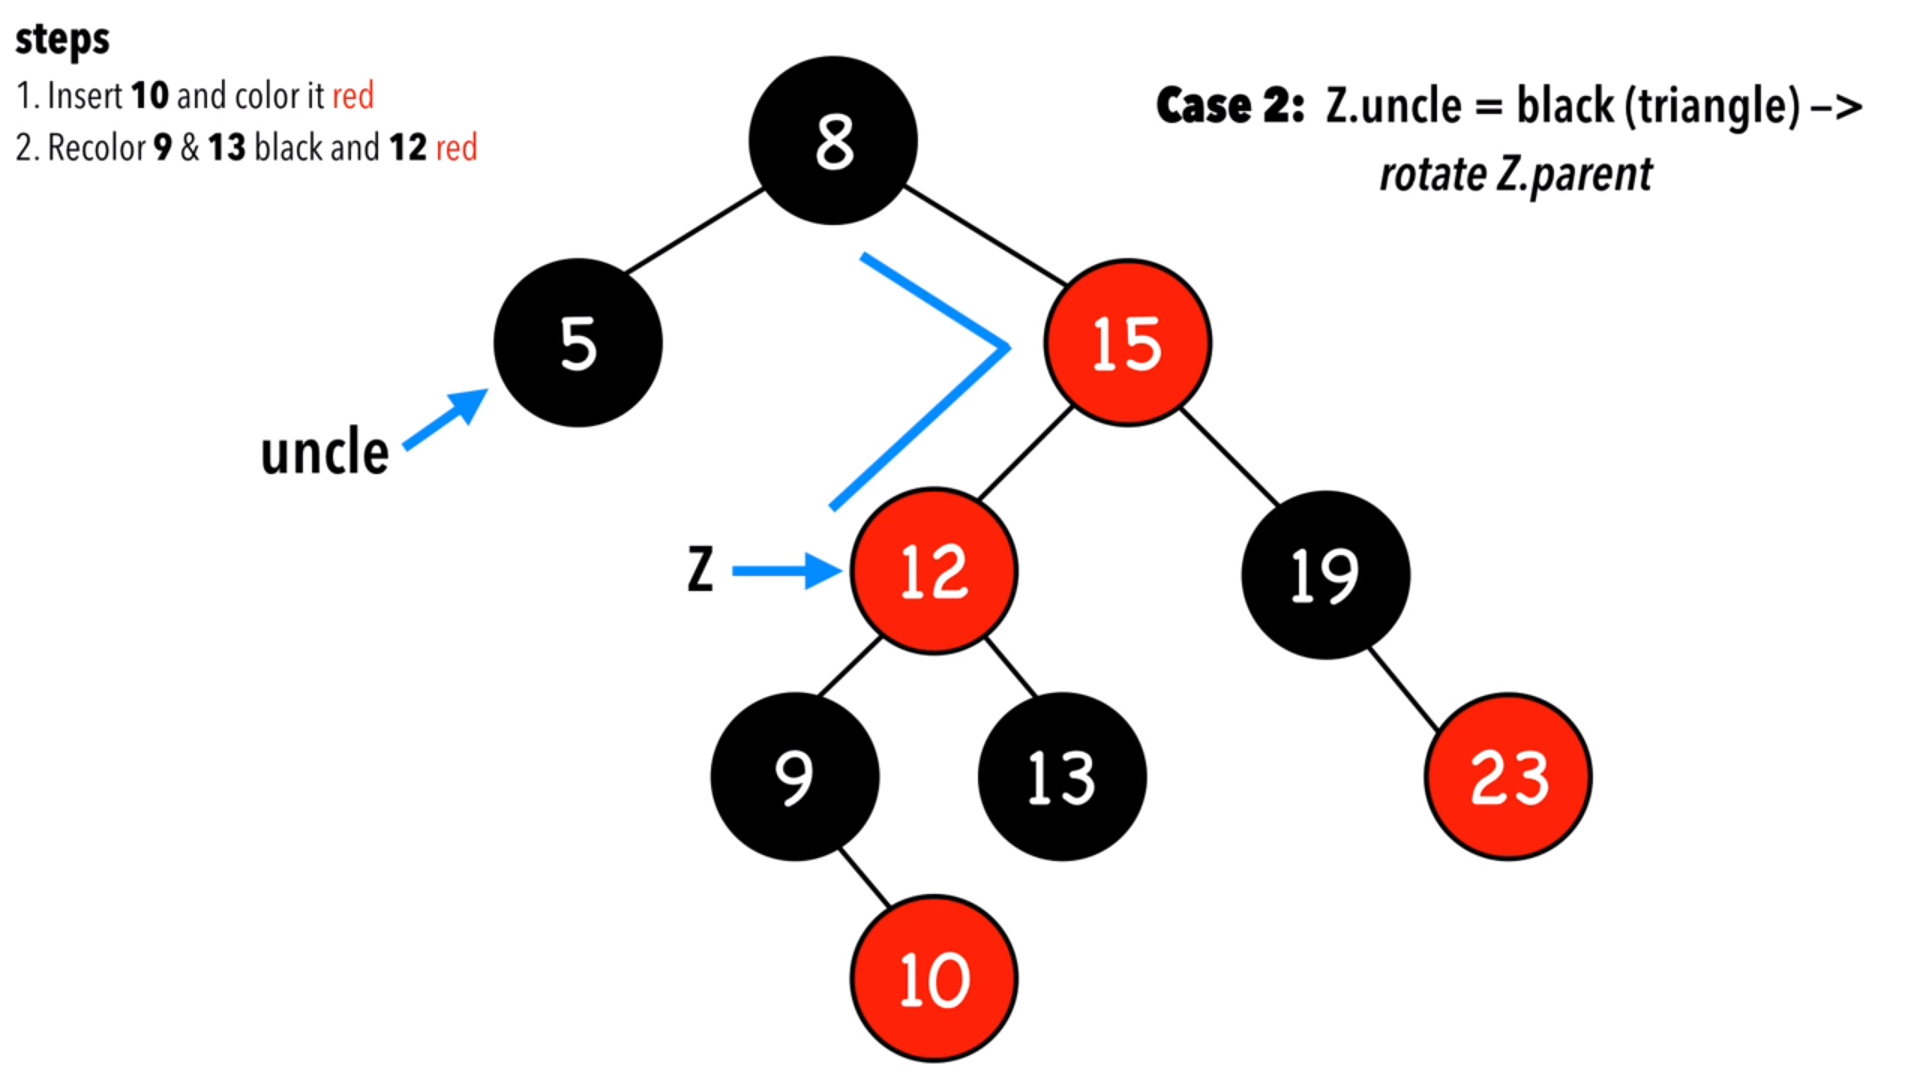 steps
1. Insert 10 and color it red
2. Recolor 9 & 13 black and 12 red
Case 2: Z.uncle = black (triangle) –>
rotate Z.parent
8
5
15
uncle
Z
12
19
9
13
23
10